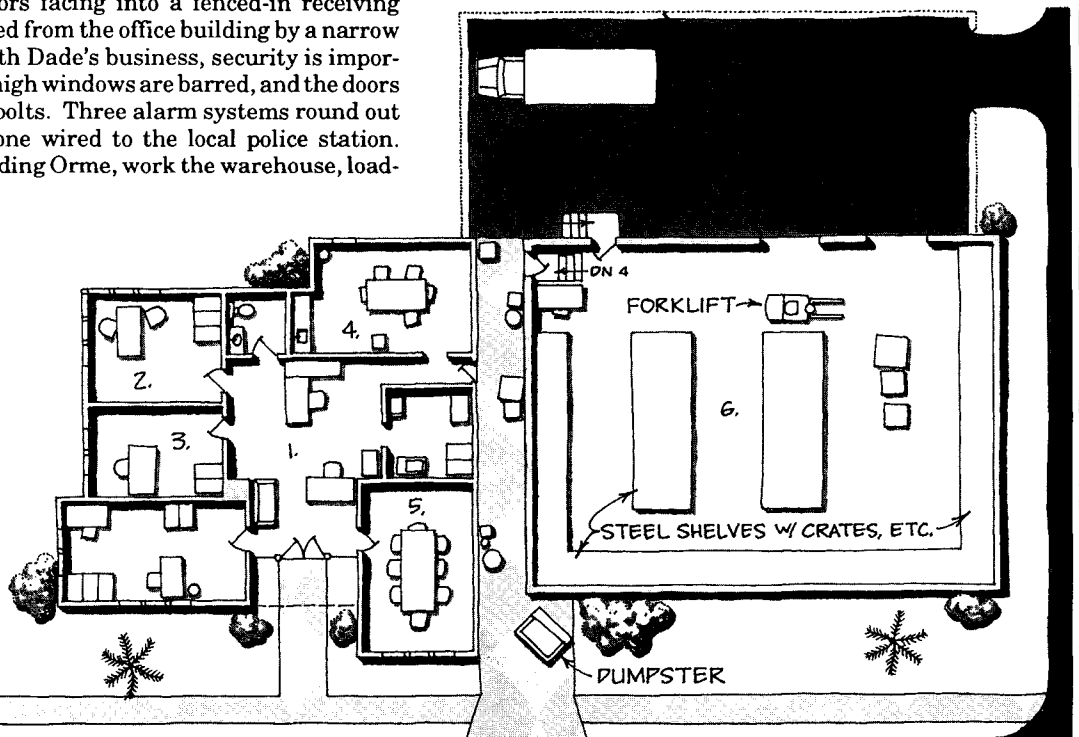 ors facing into a fenced-in receiving
ed from the office building by a narrow
th Dade's business, security is impor-
high windows are barred, and the doors
olts. Three alarm systems round out
one wired to the local police station.
ding Orme, work the warehouse, load-
DN 4
FORKLIFT
4.
2.
6.
3.
1.
5.
STEEL SHELVES W/ CRATES, ETC.
DUMPSTER